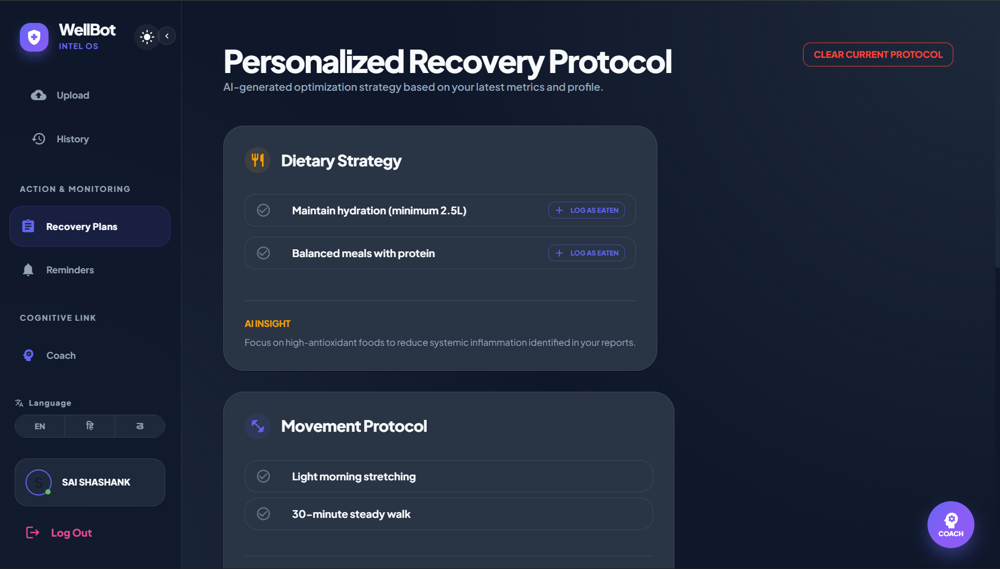 WellBot
INTEL OS
Upload
History
ACTION & MONITORING
Recovery Plans
Reminders
COGNITIVE LINK
Coach
Language
EN
हि
తె
S
SAI SHASHANK
Log Out
Personalized Recovery Protocol
AI-generated optimization strategy based on your latest metrics and profile.
CLEAR CURRENT PROTOCOL
Dietary Strategy
Maintain hydration (minimum 2.5L)
LOG AS EATEN
Balanced meals with protein
LOG AS EATEN
AI INSIGHT
Focus on high-antioxidant foods to reduce systemic inflammation identified in your reports.
Movement Protocol
Light morning stretching
30-minute steady walk
COACH